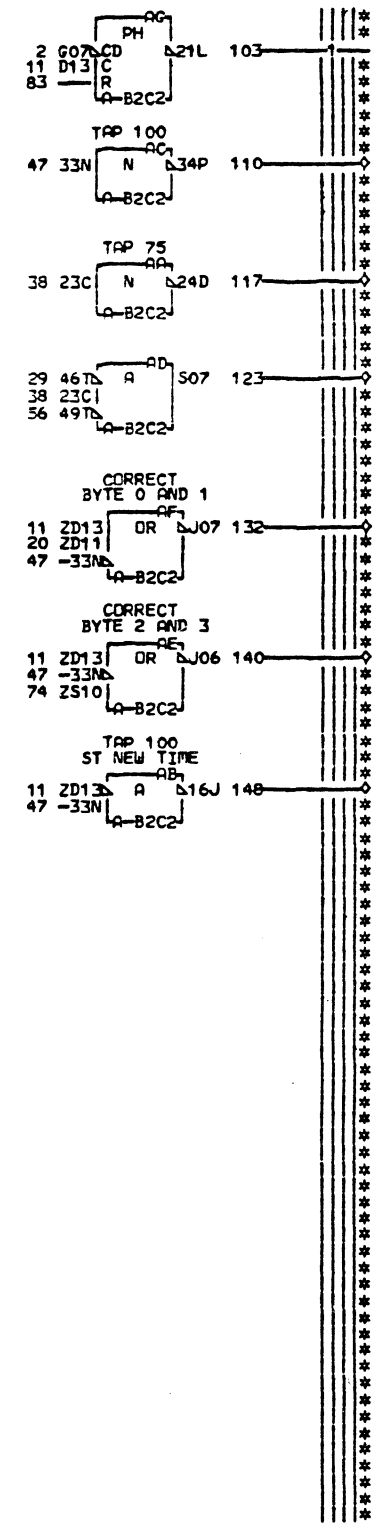 AG
PH
2 G07 CD 21L 103 1
11 D13 C
83 R
A B2C2
TAP 100
AC
47 33N N 34P 110
A B2C2
TAP 75
AA
38 23C N 24D 117
A B2C2
AD
29 46T A S07 123
38 23C
56 49T
A B2C2
CORRECT
BYTE 0 AND 1
AF
11 ZD13 OR J07 132
20 ZD11
47 -33N
A B2C2
CORRECT
BYTE 2 AND 3
AE
11 ZD13 OR J06 140
47 -33N
74 ZS10
A B2C2
TAP 100
ST NEW TIME
AB
11 ZD13 A 16J 148
47 -33N
A B2C2